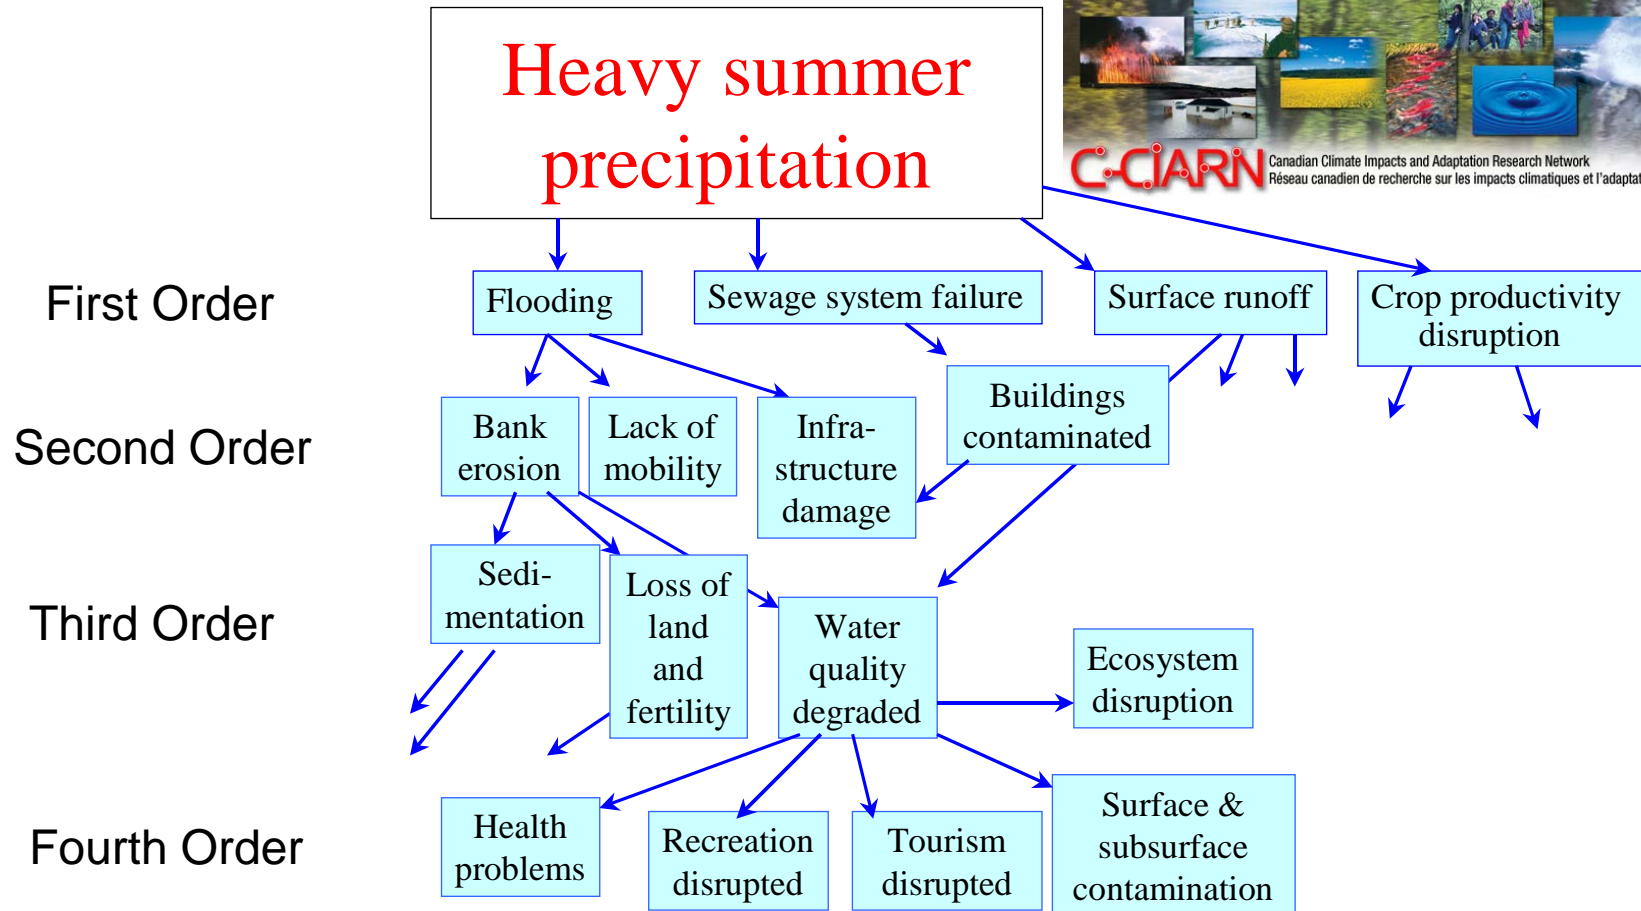 Heavy summer
precipitation
C-CIARN
Canadian Climate Impacts and Adaptation Research Network
Réseau canadien de recherche sur les impacts climatiques et l'adaptat
First Order
Flooding
Sewage system failure
Surface runoff
Crop productivity
disruption
Second Order
Bank
erosion
Lack of
mobility
Infra-
structure
damage
Buildings
contaminated
Third Order
Sedi-
mentation
Loss of
land
and
fertility
Water
quality
degraded
Ecosystem
disruption
Fourth Order
Health
problems
Recreation
disrupted
Tourism
disrupted
Surface &
subsurface
contamination